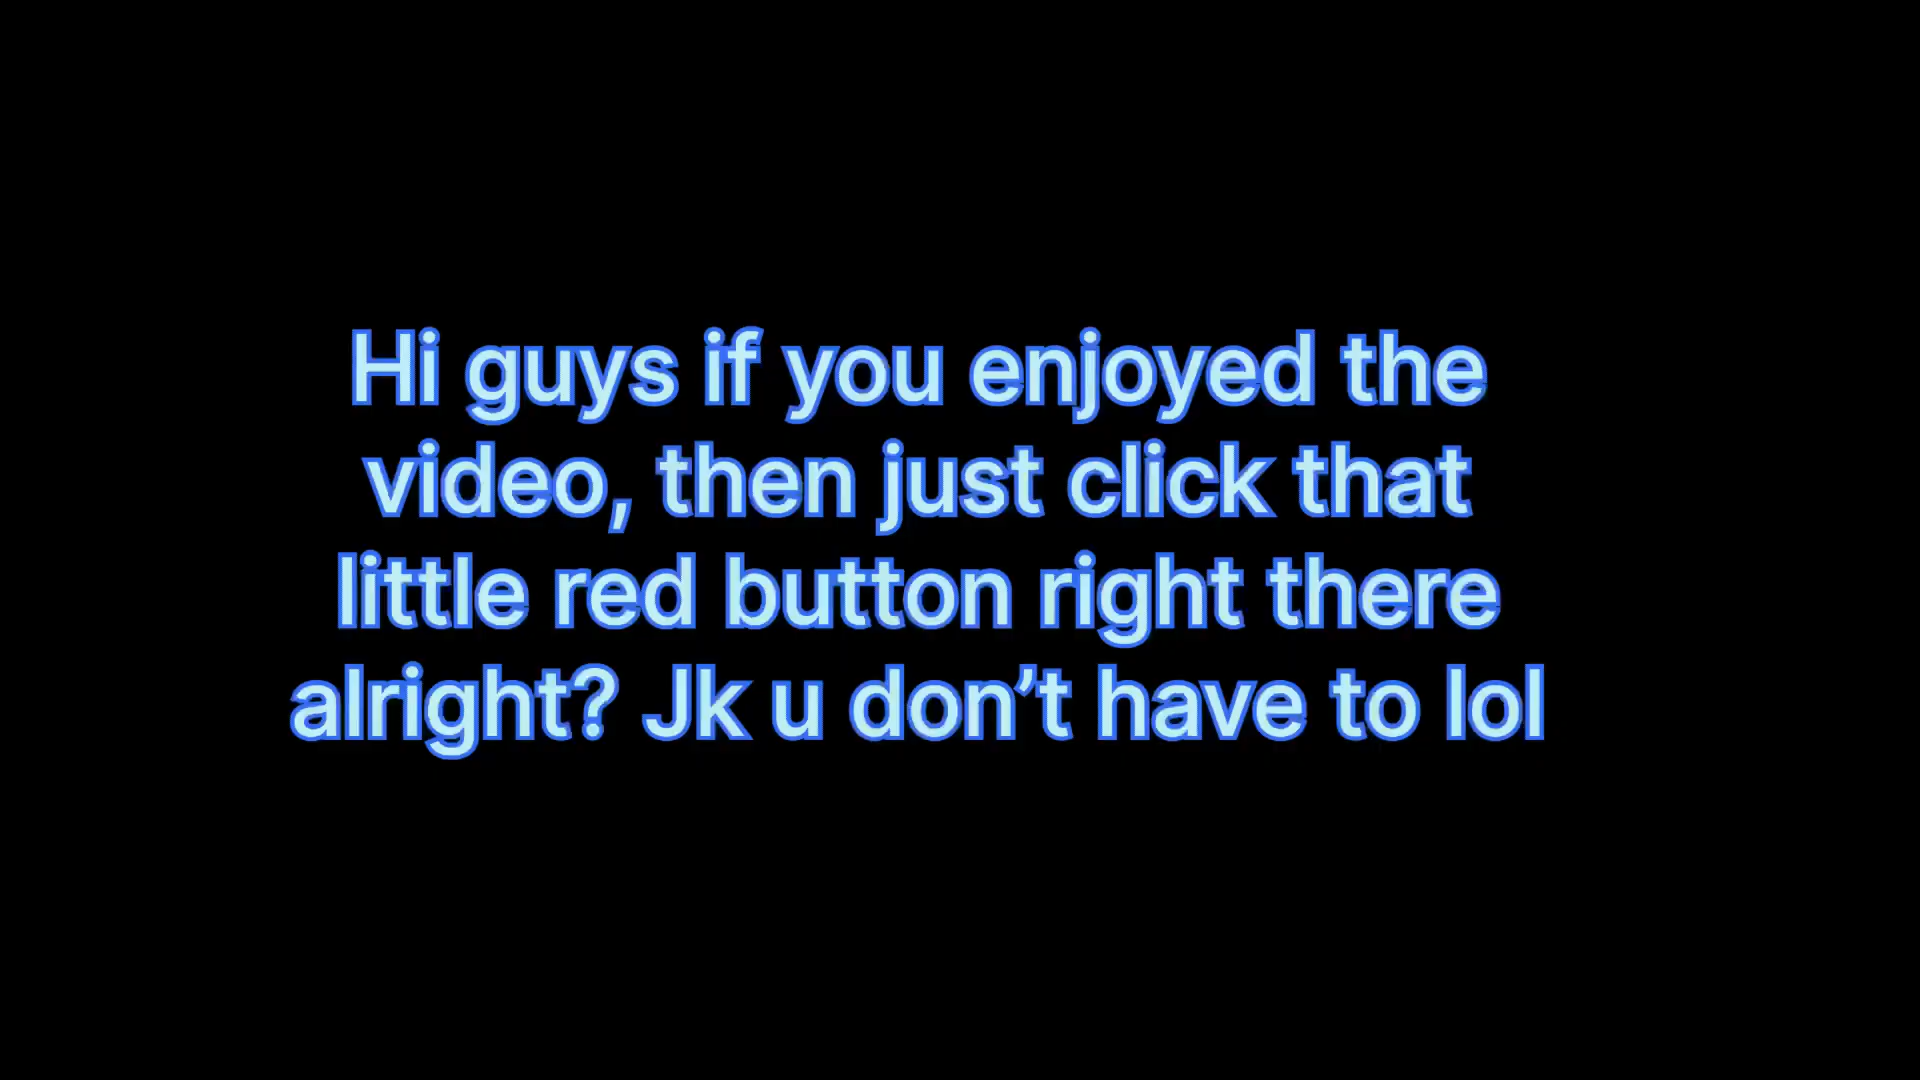 Hi guys if you enjoyed the
video, then just click that
little red button right there
alright? Jk u don’t have to lol